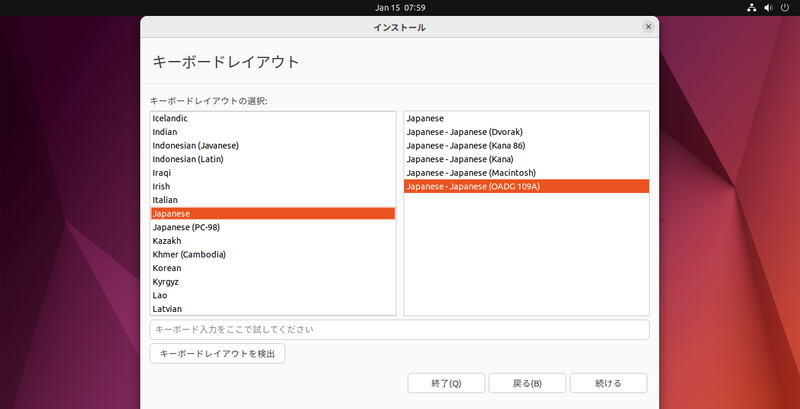 Jan 15 07:59
インストール
キーボードレイアウト
キーボードレイアウトの選択:
Icelandic
Indian
Indonesian (Javanese)
Indonesian (Latin)
Iraqi
Irish
Italian
Japanese
Japanese (PC-98)
Kazakh
Khmer (Cambodia)
Korean
Kyrgyz
Lao
Latvian
Japanese
Japanese - Japanese (Dvorak)
Japanese - Japanese (Kana 86)
Japanese - Japanese (Kana)
Japanese - Japanese (Macintosh)
Japanese - Japanese (OADG 109A)
キーボード入力をここで試してください
キーボードレイアウトを検出
終了(Q)
戻る(B)
続ける